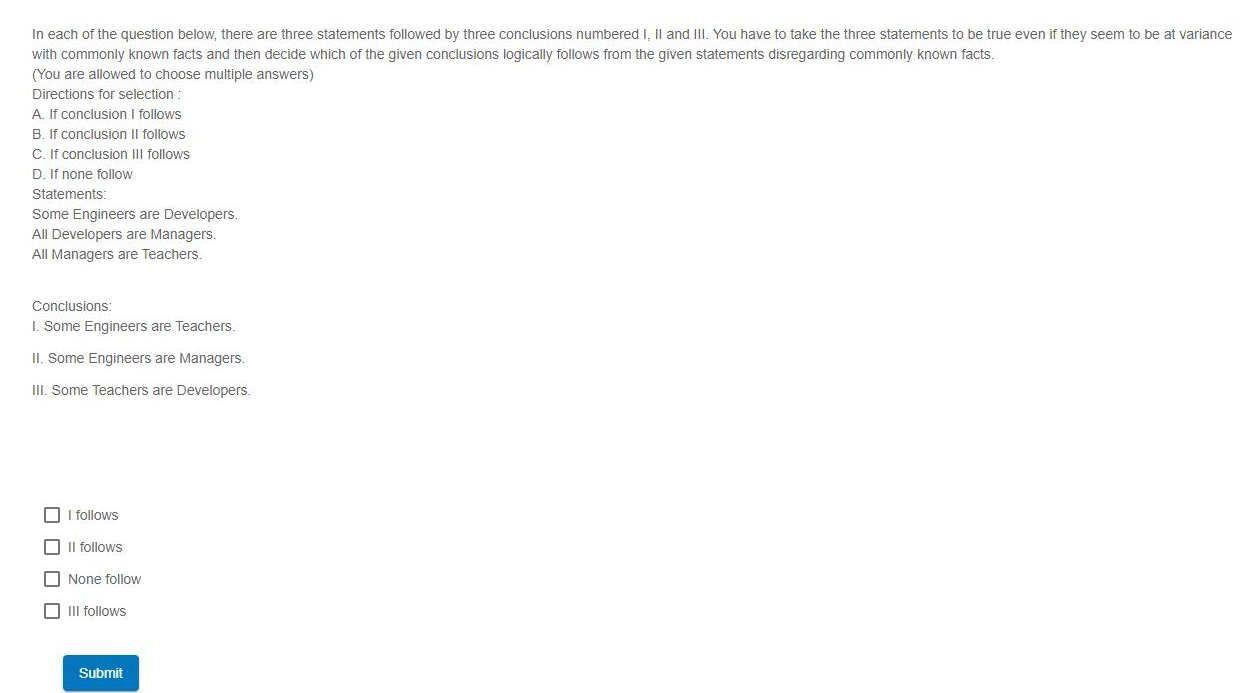 In each of the question below, there are three statements followed by three conclusions numbered I, II and III. You have to take the three statements to be true even if they seem to be at variance
with commonly known facts and then decide which of the given conclusions logically follows from the given statements disregarding commonly known facts.
(You are allowed to choose multiple answers)
Directions for selection :
A. If conclusion I follows
B. If conclusion II follows
C. If conclusion III follows
D. If none follow
Statements:
Some Engineers are Developers.
All Developers are Managers.
All Managers are Teachers.
Conclusions:
I. Some Engineers are Teachers.
II. Some Engineers are Managers.
III. Some Teachers are Developers.
I follows
II follows
None follow
III follows
Submit